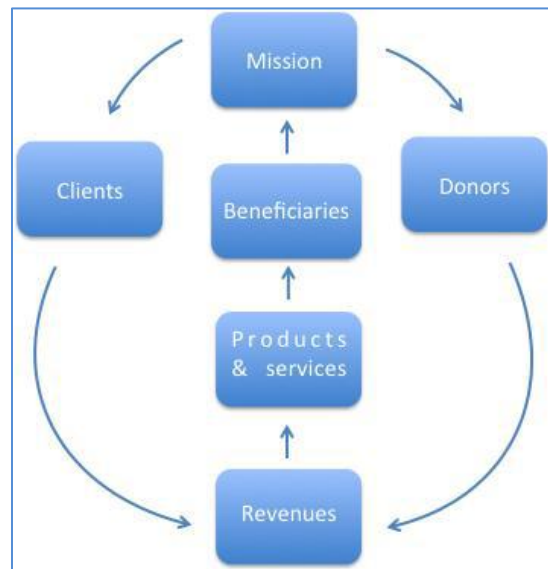 Mission
Clients
Donors
Beneficiaries
Products
& services
Revenues